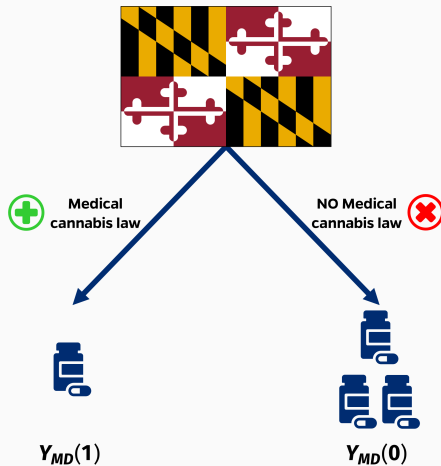 Medical
cannabis law
NO Medical
cannabis law
Y_MD(1)
Y_MD(0)